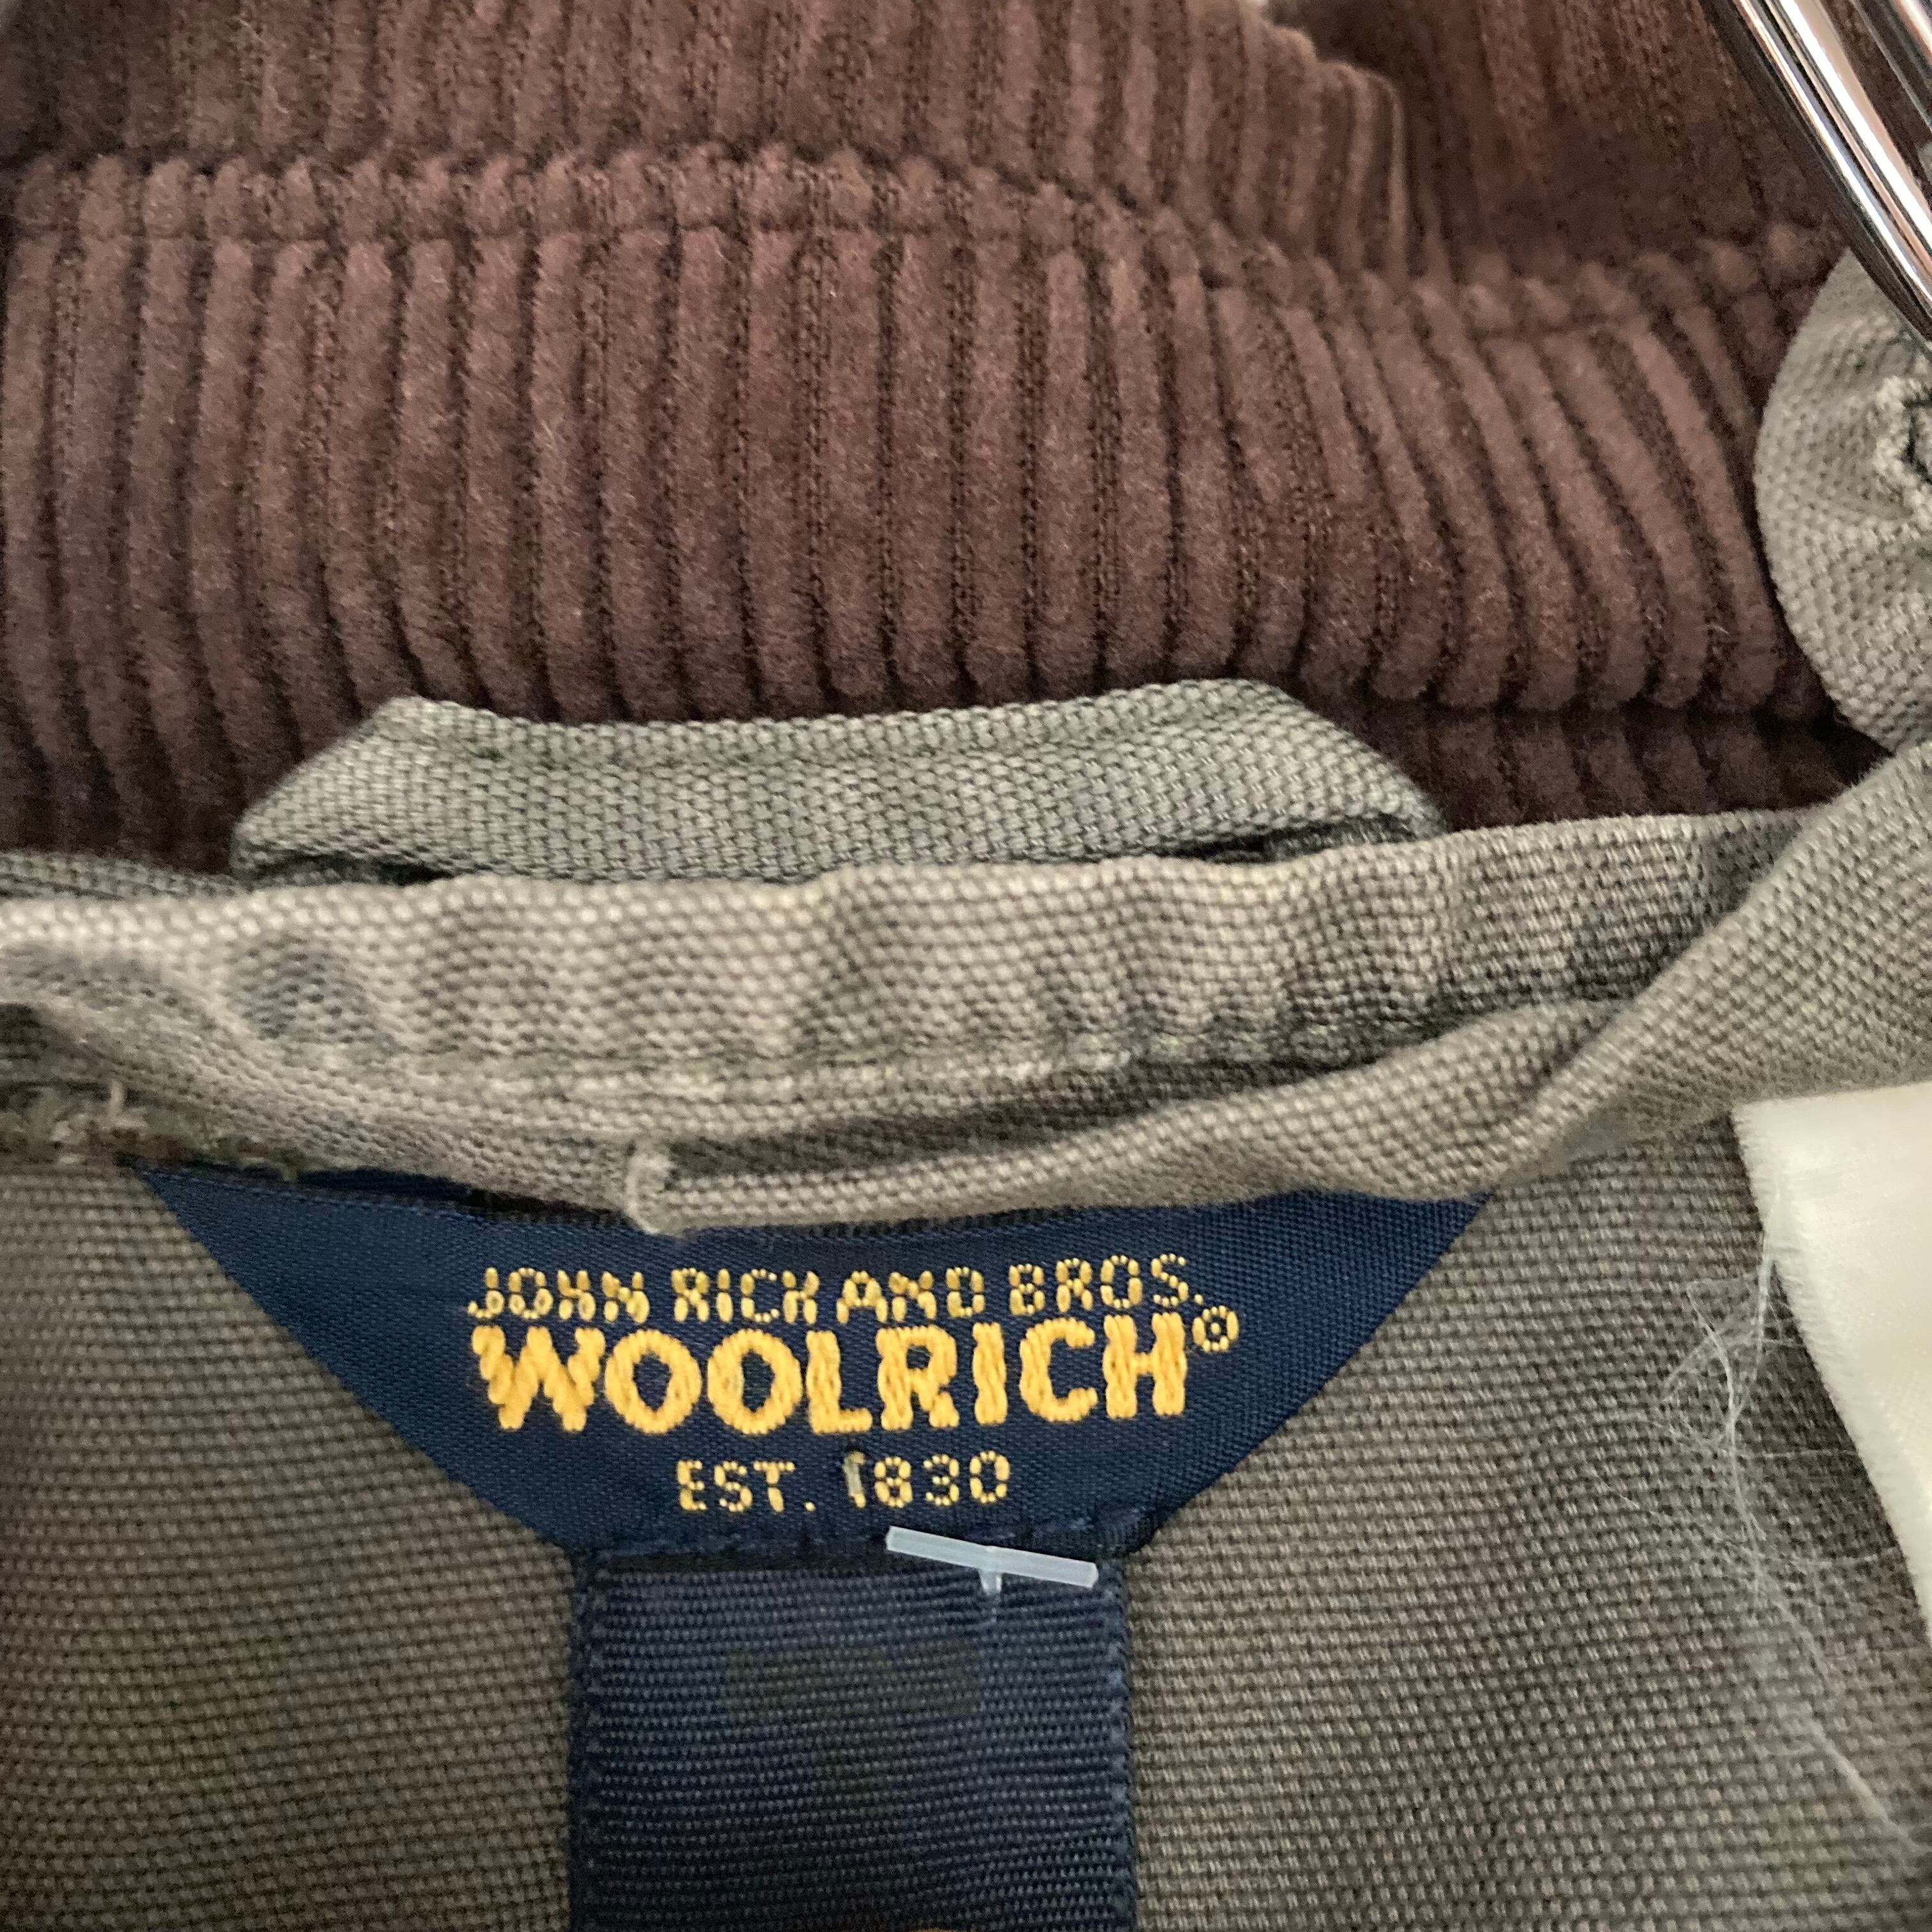 JOHN RICH AND BROS.
WOOLRICH®
EST. 1830